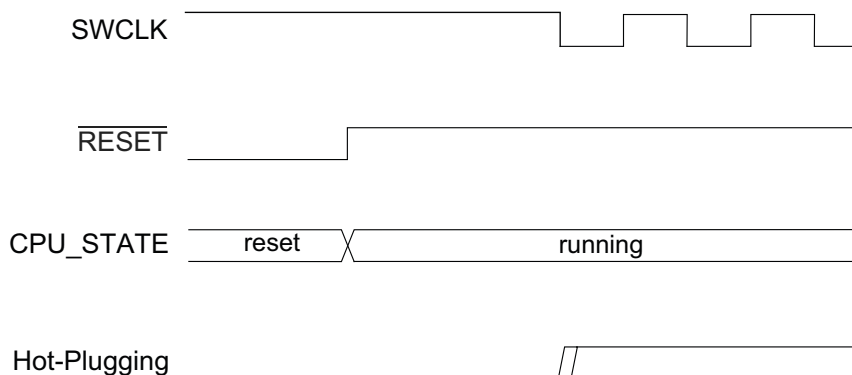 SWCLK
RESET
CPU_STATE
reset
running
Hot-Plugging